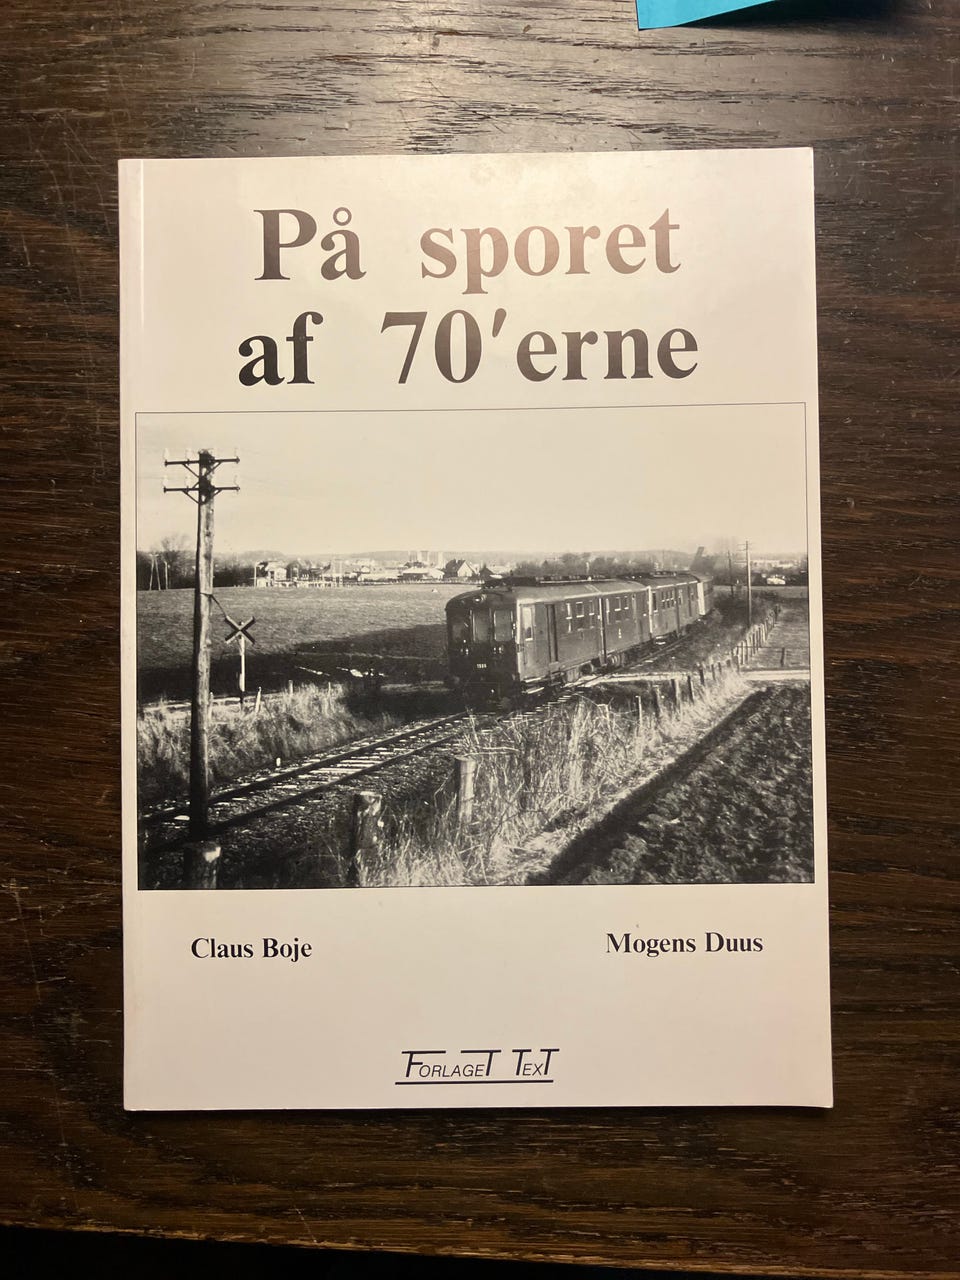 På sporet
af 70'erne
Claus Boje
Mogens Duus
FORLAGET TEXT